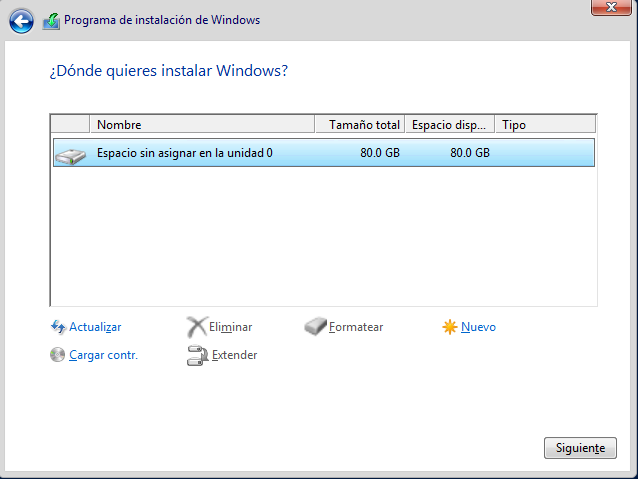 Programa de instalación de Windows
¿Dónde quieres instalar Windows?
Nombre Tamaño total Espacio disp... Tipo
Espacio sin asignar en la unidad 0 80.0 GB 80.0 GB
Actualizar Eliminar Formatear Nuevo
Cargar contr. Extender
Siguiente